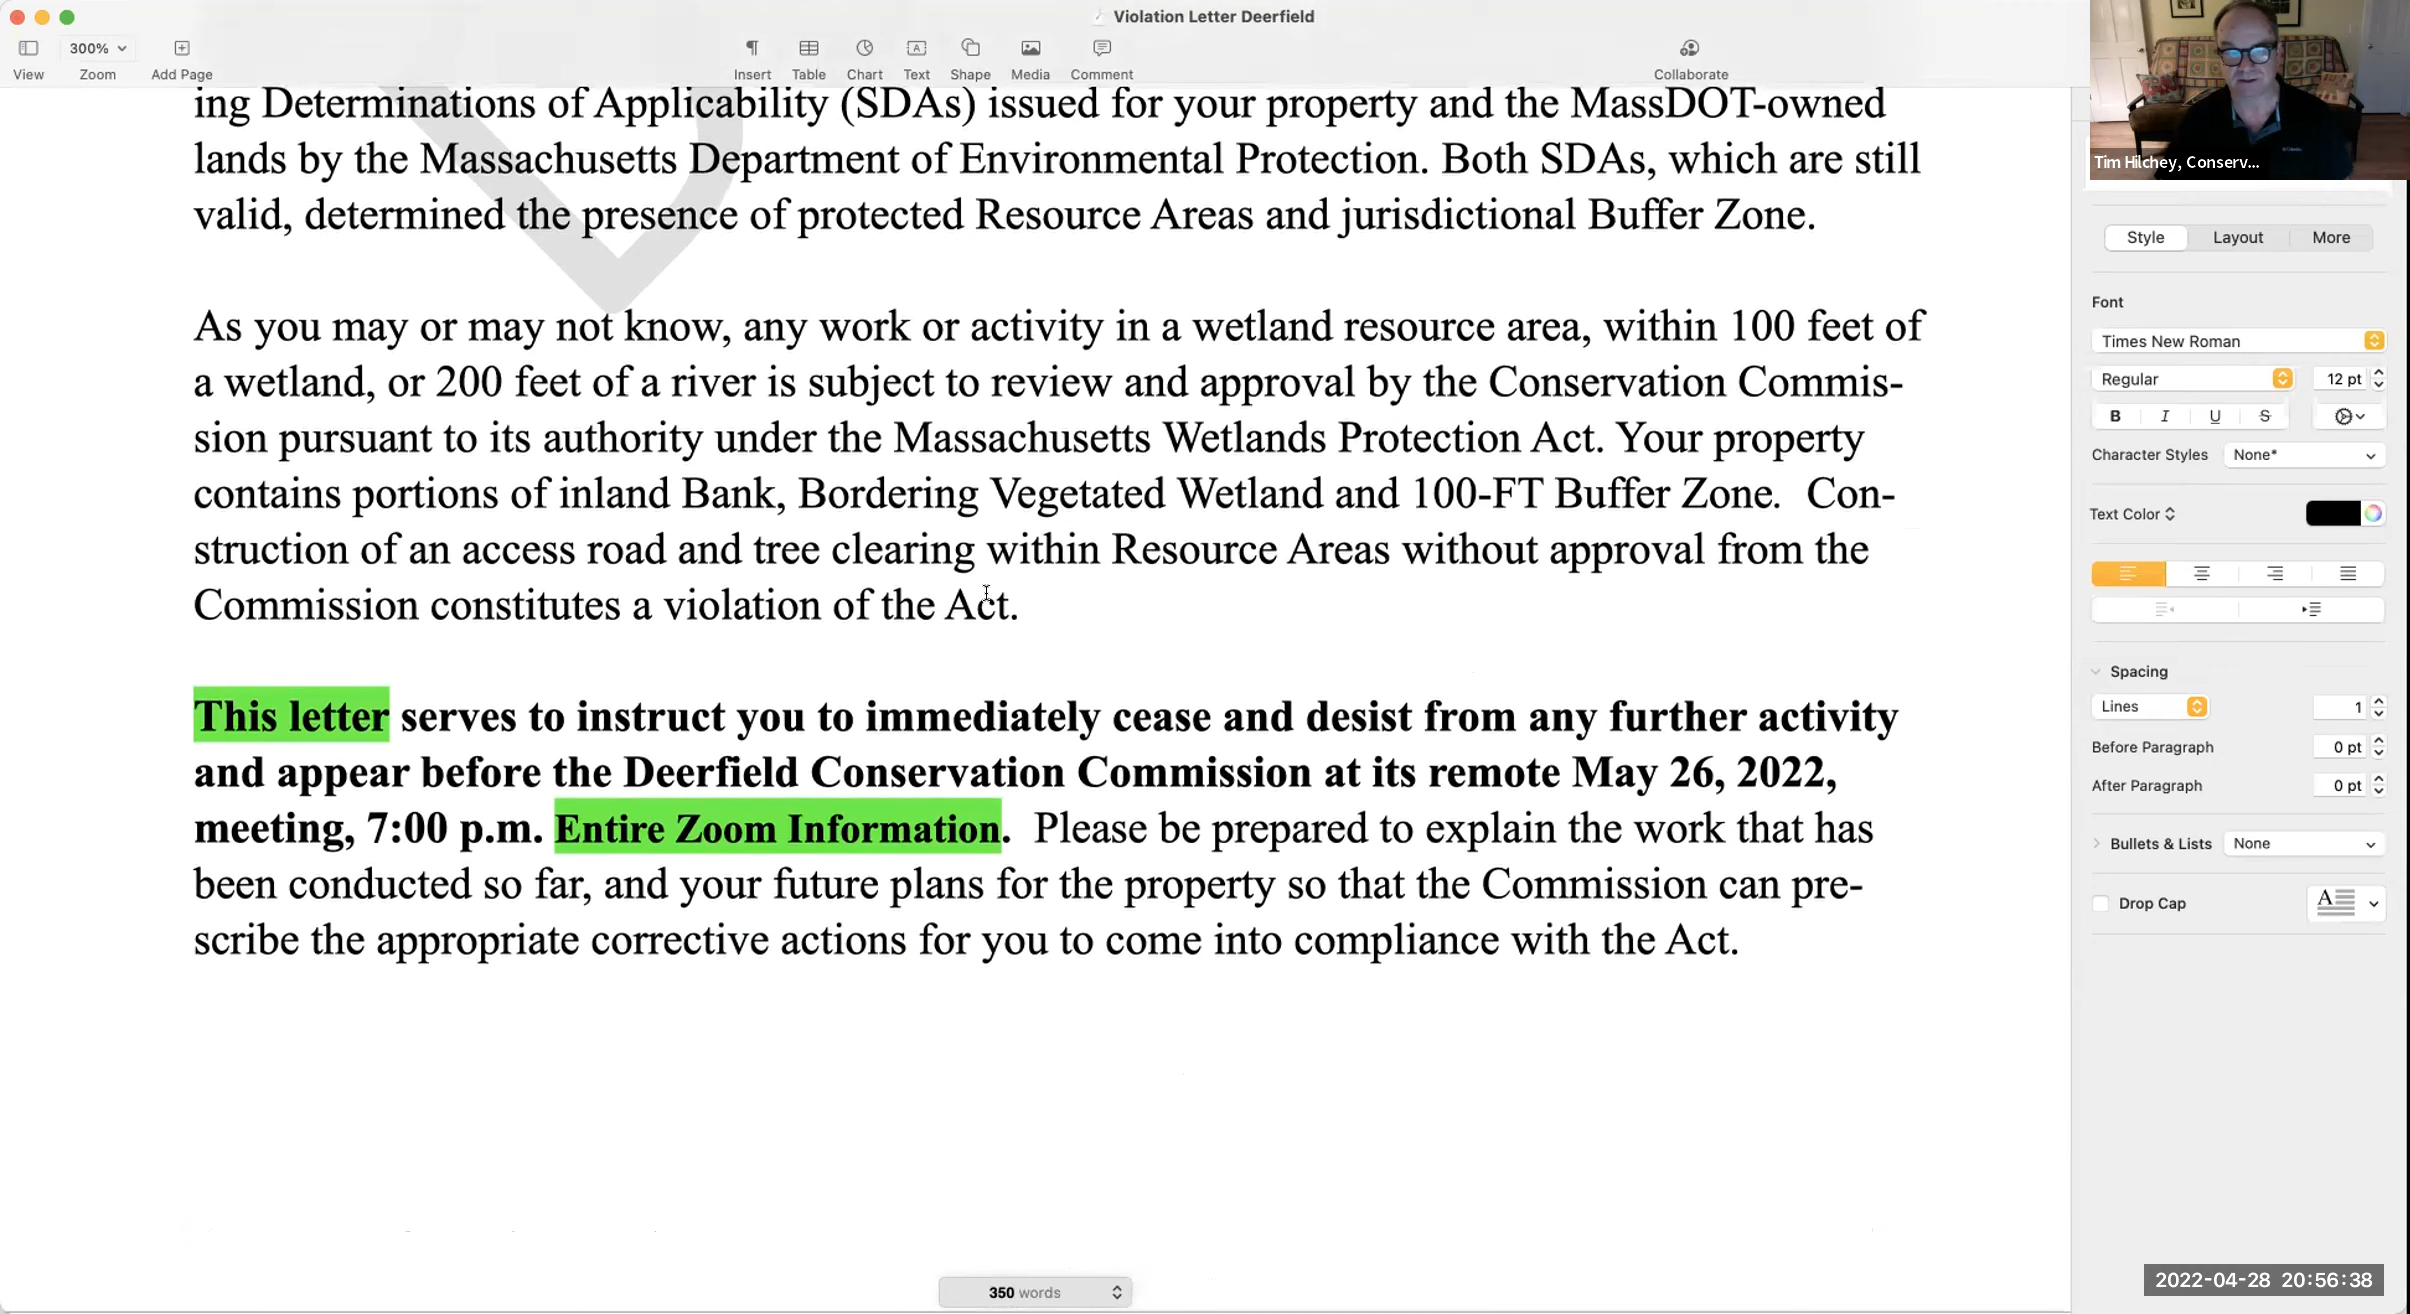 Violation Letter Deerfield
300%
View
Zoom
Add Page
Insert
Table
Chart
Text
Shape
Media
Comment
Collaborate
Tim Hilchey, Conserv...
ing Determinations of Applicability (SDAs) issued for your property and the MassDOT-owned
lands by the Massachusetts Department of Environmental Protection. Both SDAs, which are still
valid, determined the presence of protected Resource Areas and jurisdictional Buffer Zone.
As you may or may not know, any work or activity in a wetland resource area, within 100 feet of
a wetland, or 200 feet of a river is subject to review and approval by the Conservation Commis-
sion pursuant to its authority under the Massachusetts Wetlands Protection Act. Your property
contains portions of inland Bank, Bordering Vegetated Wetland and 100-FT Buffer Zone.  Con-
struction of an access road and tree clearing within Resource Areas without approval from the
Commission constitutes a violation of the Act.
This letter serves to instruct you to immediately cease and desist from any further activity
and appear before the Deerfield Conservation Commission at its remote May 26, 2022,
meeting, 7:00 p.m. Entire Zoom Information.  Please be prepared to explain the work that has
been conducted so far, and your future plans for the property so that the Commission can pre-
scribe the appropriate corrective actions for you to come into compliance with the Act.
350 words
Style
Layout
More
Font
Times New Roman
Regular
12 pt
B I U S
Character Styles
None*
Text Color
Spacing
Lines
1
Before Paragraph
0 pt
After Paragraph
0 pt
Bullets & Lists
None
Drop Cap
A
2022-04-28 20:56:38